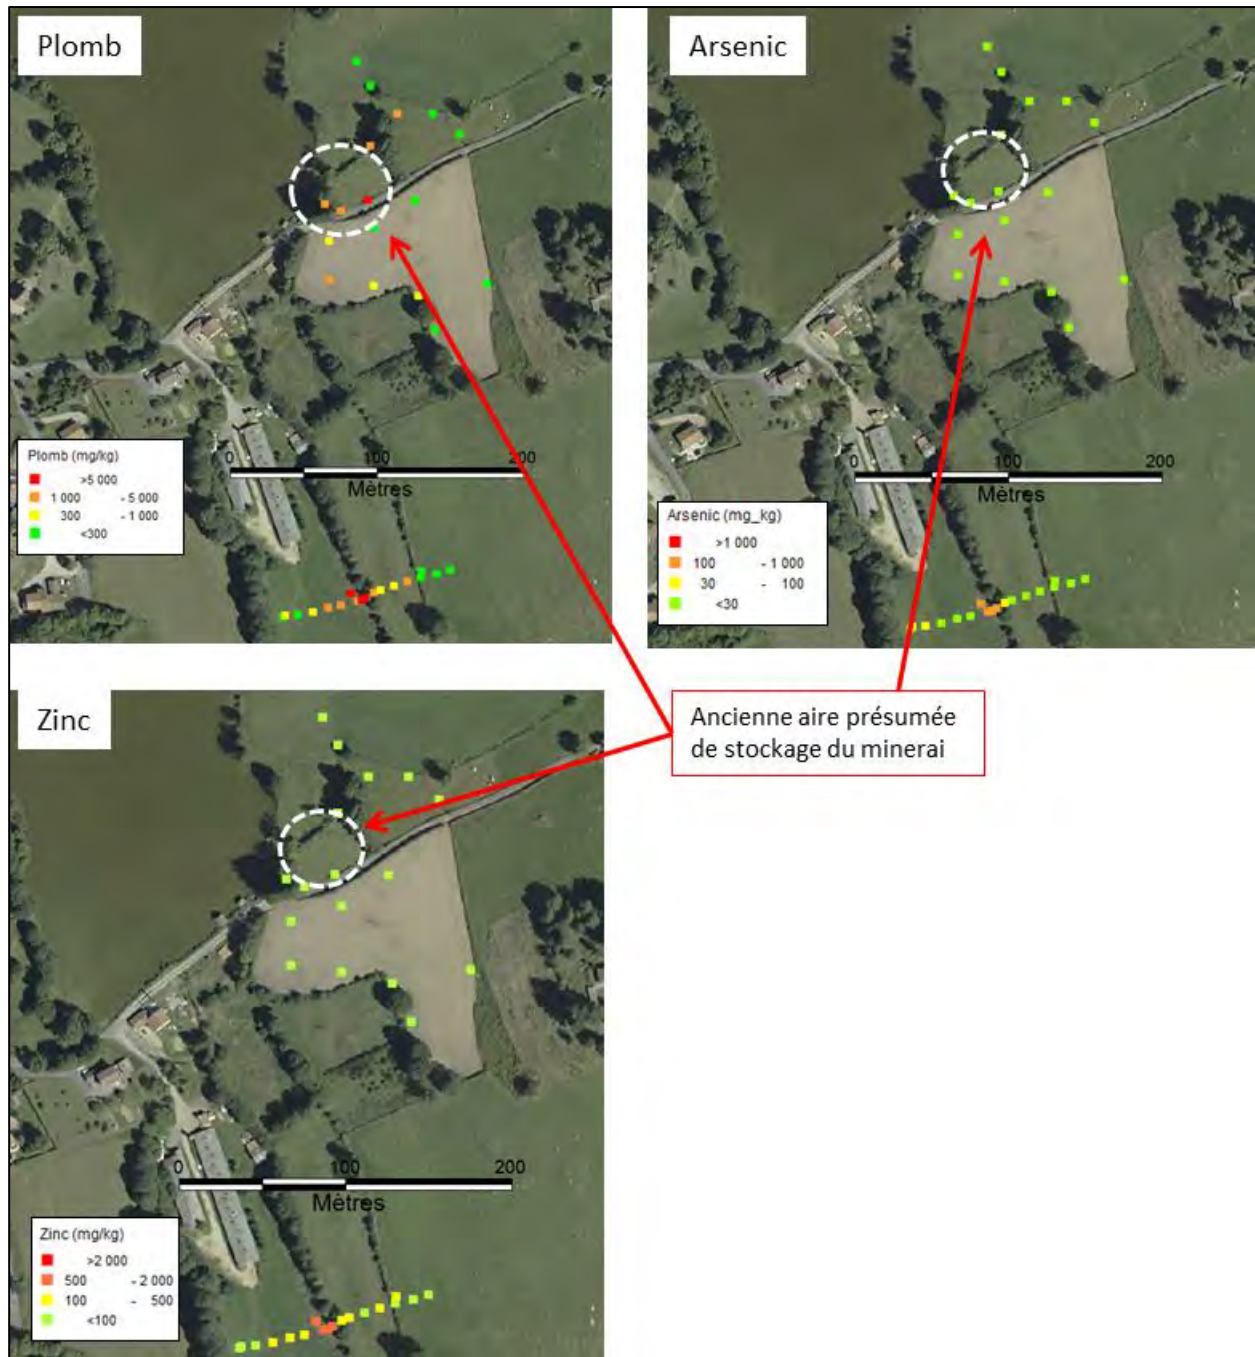 Plomb
Plomb (mg/kg)
>5 000
1 000 - 5 000
300 - 1 000
<300
0 100 200
Mètres
Arsenic
0 100 200
Mètres
Arsenic (mg_kg)
>1 000
100 - 1 000
30 - 100
<30
Ancienne aire présumée
de stockage du minerai
Zinc
0 100 200
Mètres
Zinc (mg/kg)
>2 000
500 - 2 000
100 - 500
<100